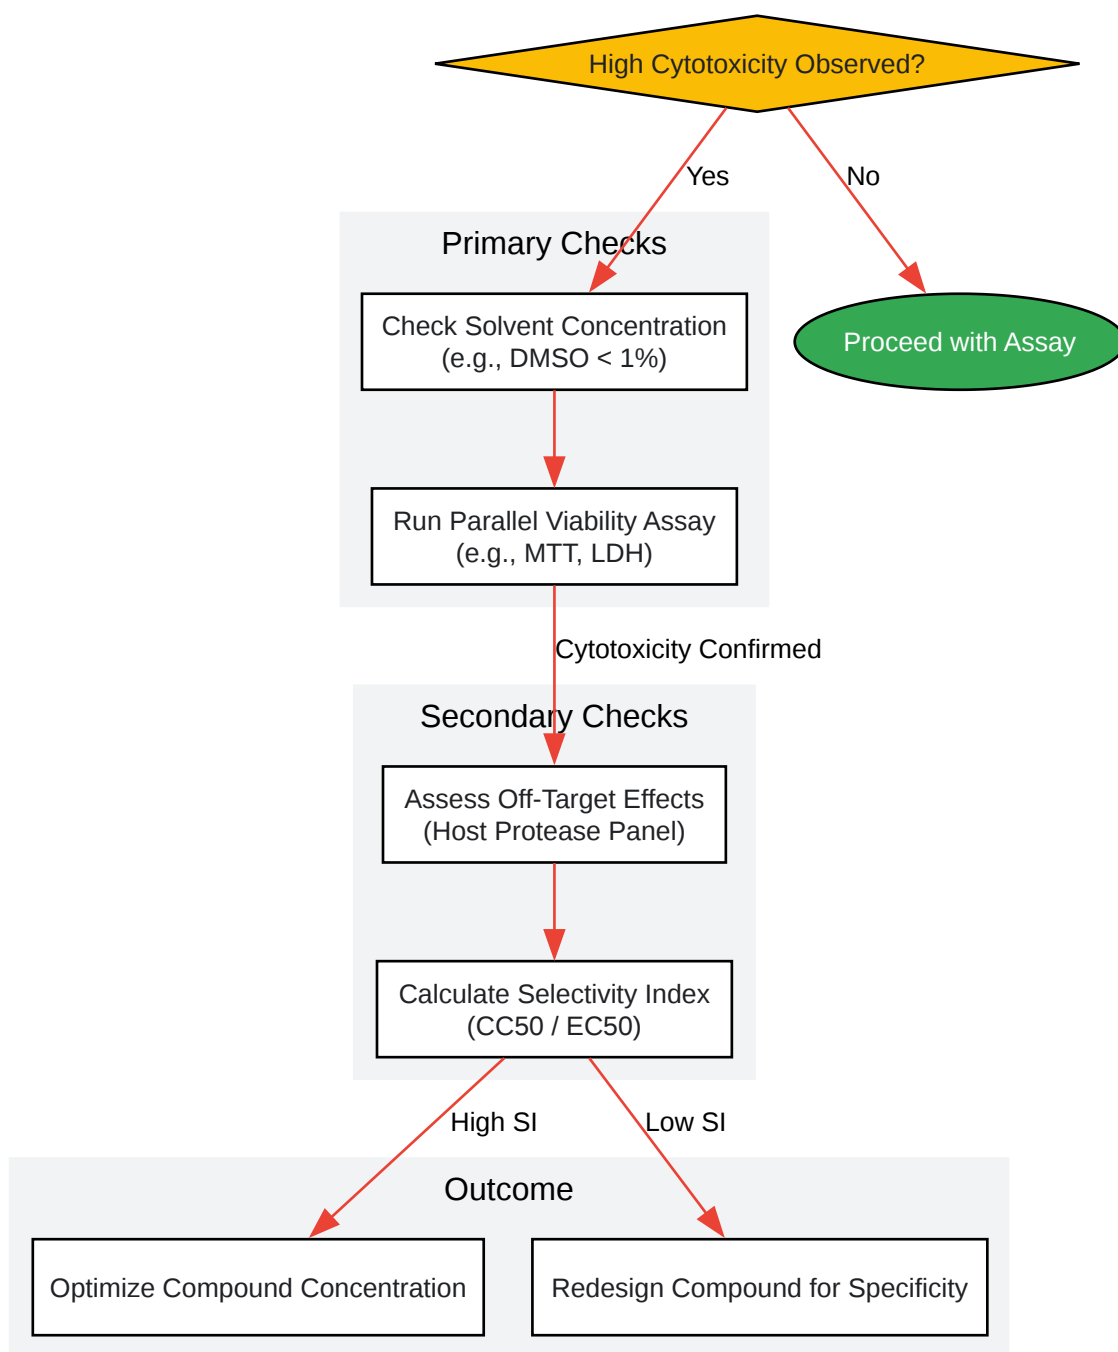 High Cytotoxicity Observed?
Yes
No
Primary Checks
Check Solvent Concentration
(e.g., DMSO < 1%)
Proceed with Assay
Run Parallel Viability Assay
(e.g., MTT, LDH)
Cytotoxicity Confirmed
Secondary Checks
Assess Off-Target Effects
(Host Protease Panel)
Calculate Selectivity Index
(CC50 / EC50)
High SI
Low SI
Outcome
Optimize Compound Concentration
Redesign Compound for Specificity